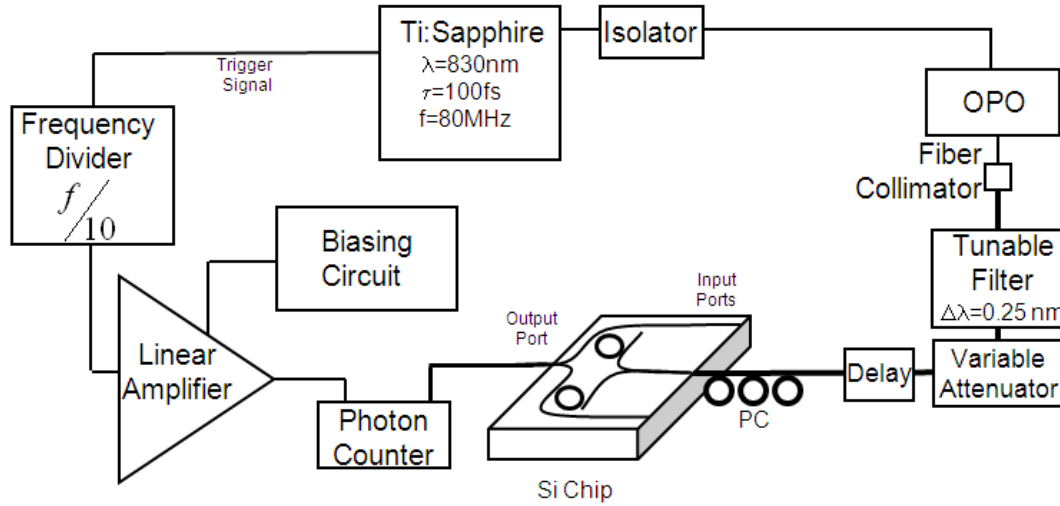 Ti:Sapphire
λ=830nm
τ=100fs
f=80MHz
Isolator
Trigger
Signal
OPO
Frequency
Divider
f/10
Fiber
Collimator
Biasing
Circuit
Tunable
Filter
Δλ=0.25 nm
Input
Ports
Output
Port
Linear
Amplifier
Delay
Variable
Attenuator
Photon
Counter
PC
Si Chip